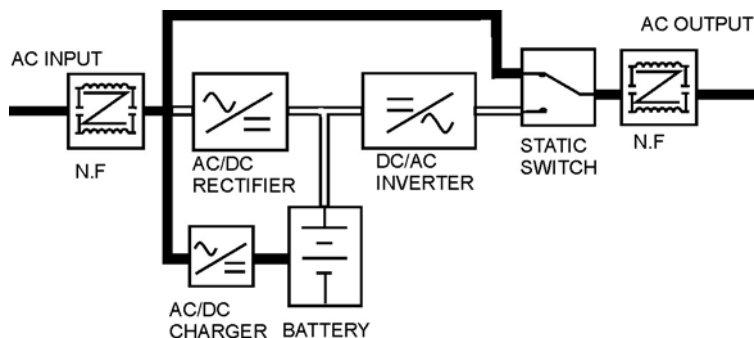 AC INPUT
AC OUTPUT
N.F
AC/DC
RECTIFIER
DC/AC
INVERTER
STATIC
SWITCH
N.F
AC/DC
CHARGER
BATTERY